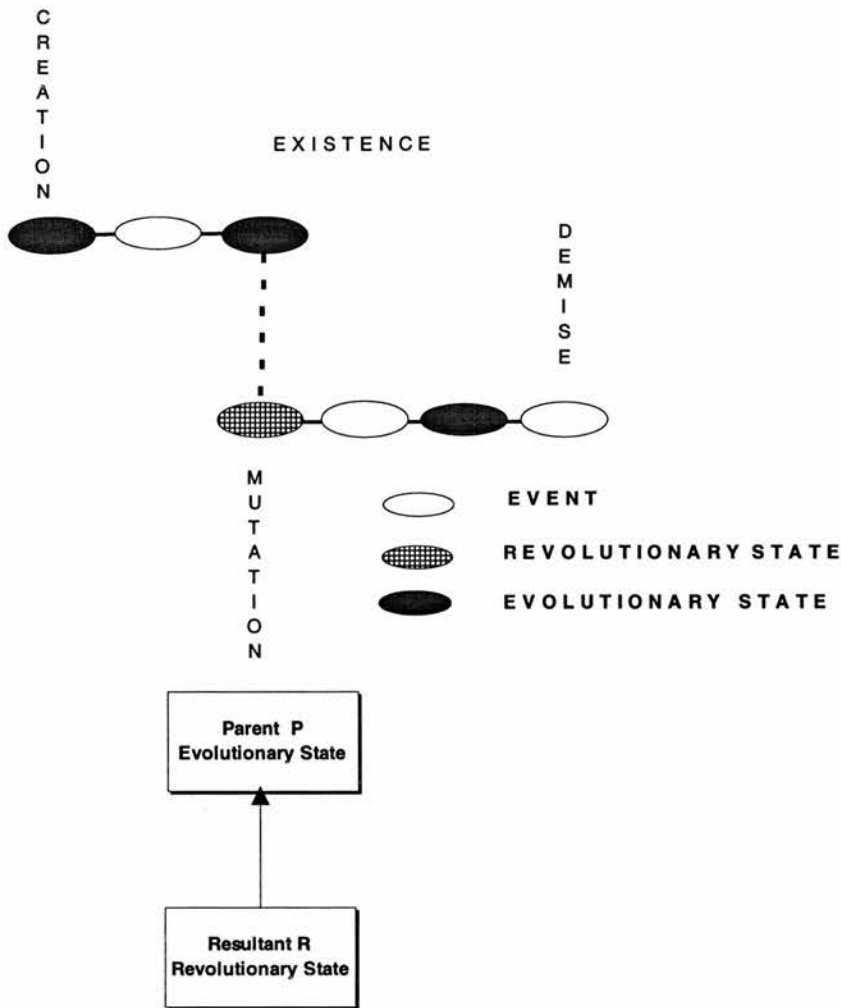 CREATION
EXISTENCE
DEMISE
MUTATION
EVENT
REVOLUTIONARY STATE
EVOLUTIONARY STATE
Parent P
Evolutionary State
Resultant R
Revolutionary State